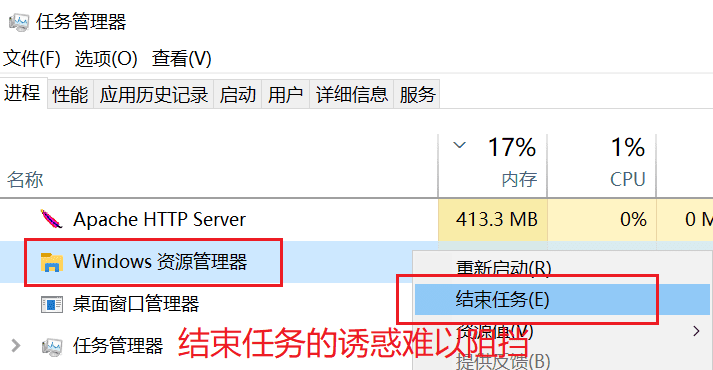 任务管理器
文件(F) 选项(O) 查看(V)
进程 性能 应用历史记录 启动 用户 详细信息 服务
17% 1%
名称 内存 CPU
Apache HTTP Server 413.3 MB 0% 0 M
Windows 资源管理器
重新启动(R)
桌面窗口管理器 结束任务(E)
任务管理器 结束任务的诱惑难以阻挡
资源值(V)
提供反馈(B)